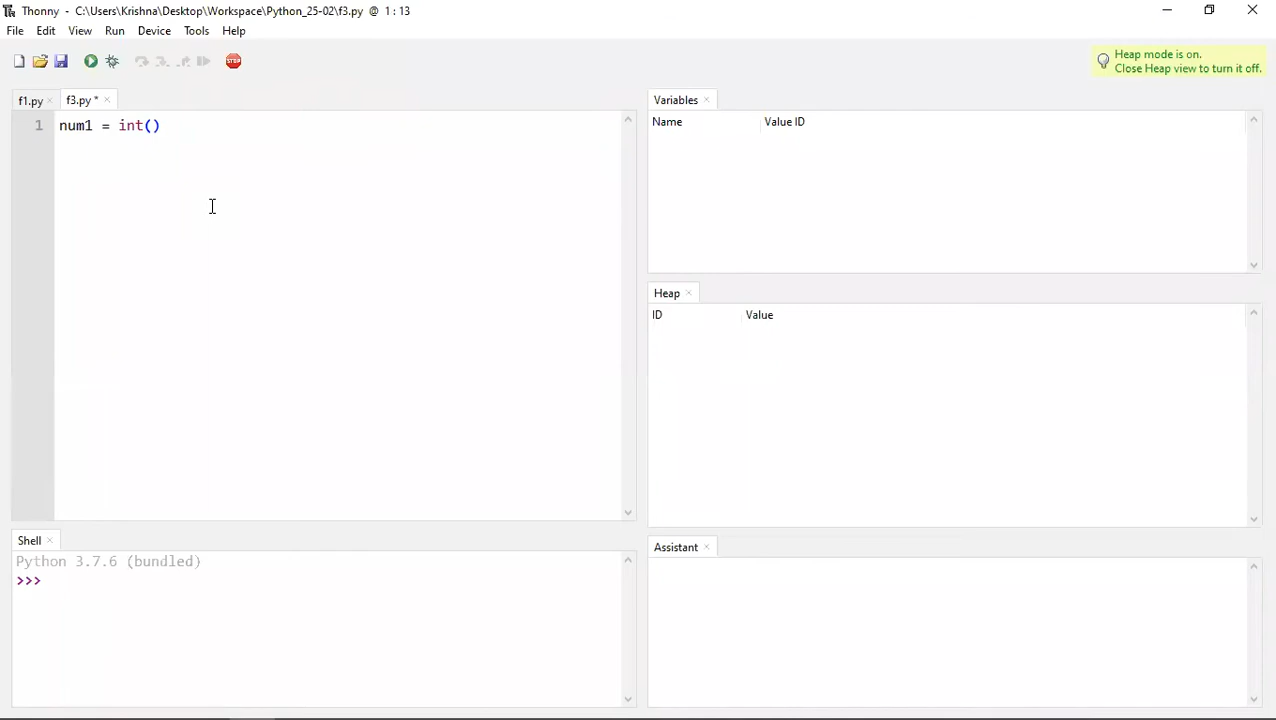 Thonny - C:\Users\Krishna\Desktop\Workspace\Python_25-02\f3.py @ 1 : 13
File Edit View Run Device Tools Help
STOP
Heap mode is on.
Close Heap view to turn it off.
f1.py × f3.py * ×
1 num1 = int()
Variables ×
Name Value ID
Heap ×
ID Value
Shell ×
Python 3.7.6 (bundled)
>>>
Assistant ×